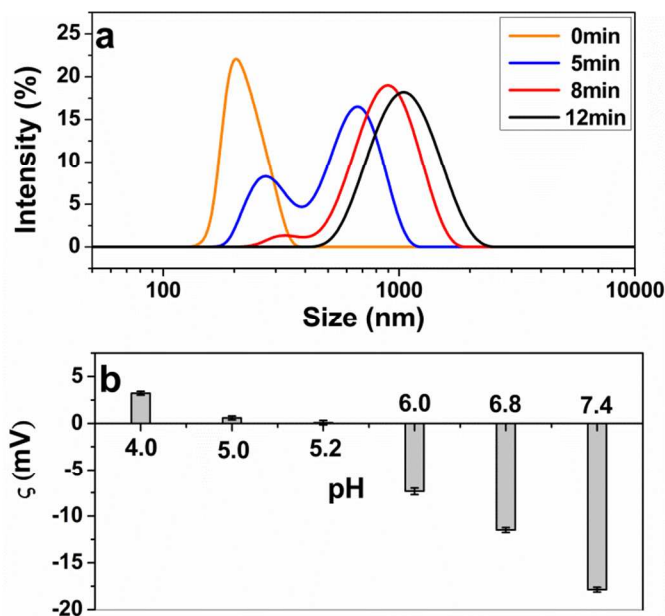 a
0min
5min
8min
12min
25
20
15
10
5
0
Intensity (%)
100 1000 10000
Size (nm)
b
5
0
-5
-10
-15
-20
ς (mV)
6.0 6.8 7.4
4.0 5.0 5.2
pH